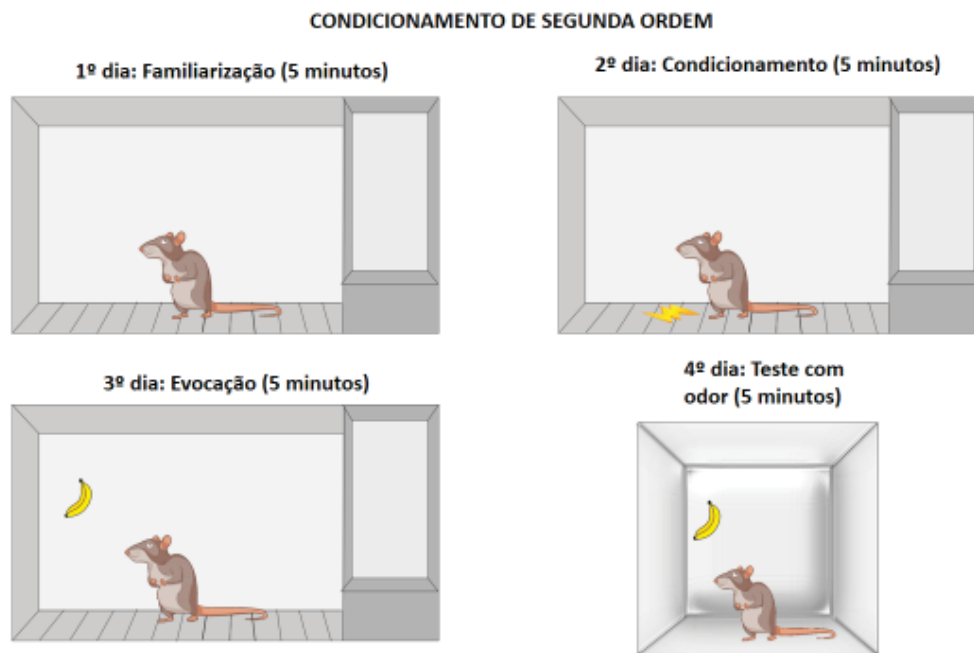 CONDICIONAMENTO DE SEGUNDA ORDEM
1º dia: Familiarização (5 minutos)
2º dia: Condicionamento (5 minutos)
3º dia: Evocação (5 minutos)
4º dia: Teste com
odor (5 minutos)